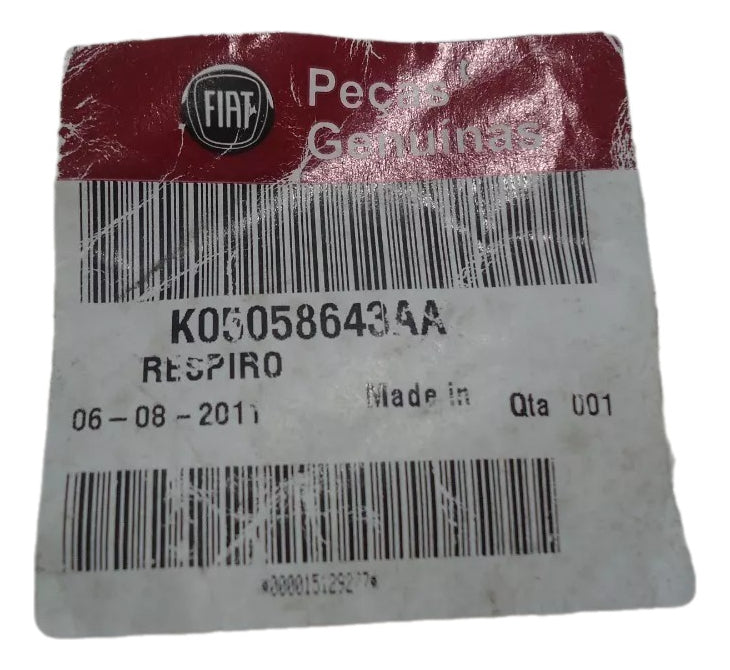 FIAT
Peças
Genuínas
K05058643AA
RESPIRO
06-08-2011 Made in Qta 001